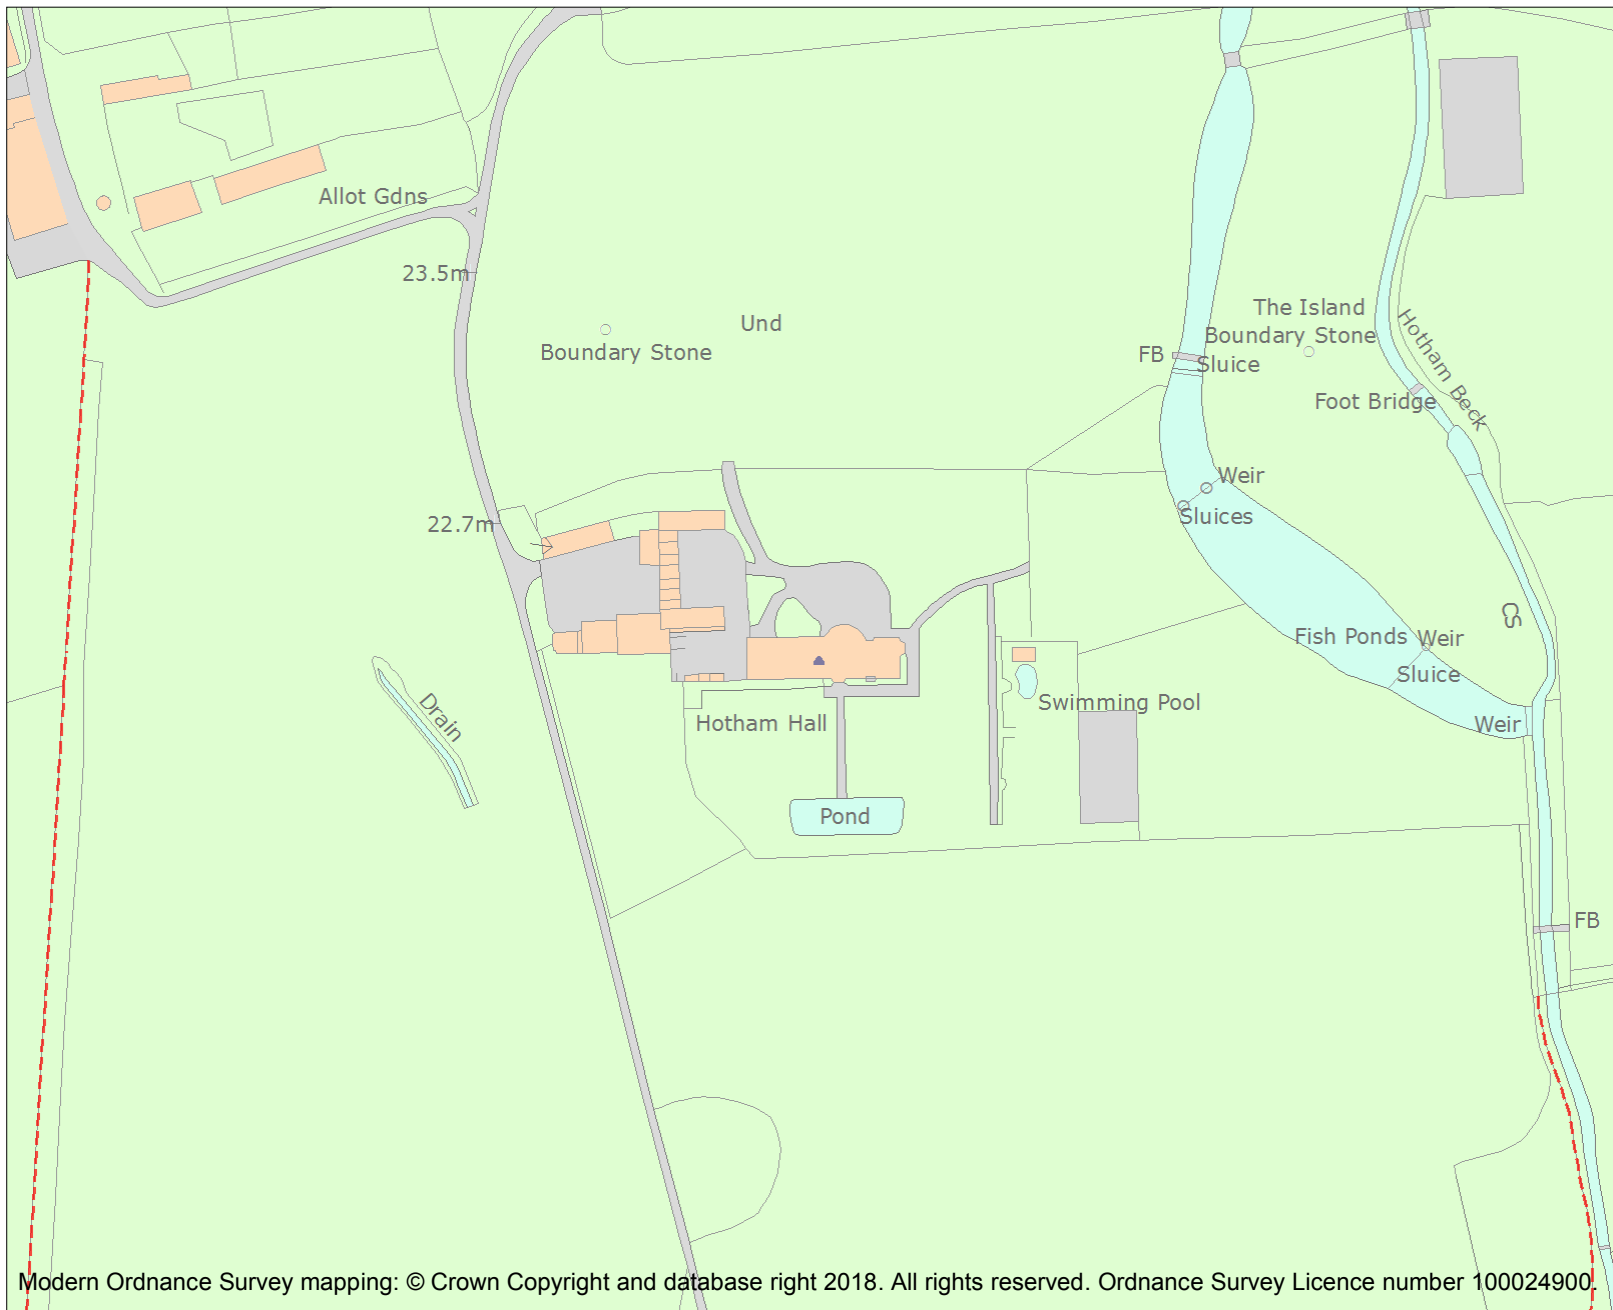 Allot Gdns
23.5m
The Island
Und
Boundary Stone
Boundary Stone
FB
Sluice
Hotham Beck
Foot Bridge
Weir
Sluices
22.7m
CS
Fish Ponds
Weir
Sluice
Swimming Pool
Drain
Hotham Hall
Weir
Pond
FB
Modern Ordnance Survey mapping: © Crown Copyright and database right 2018. All rights reserved. Ordnance Survey Licence number 100024900.